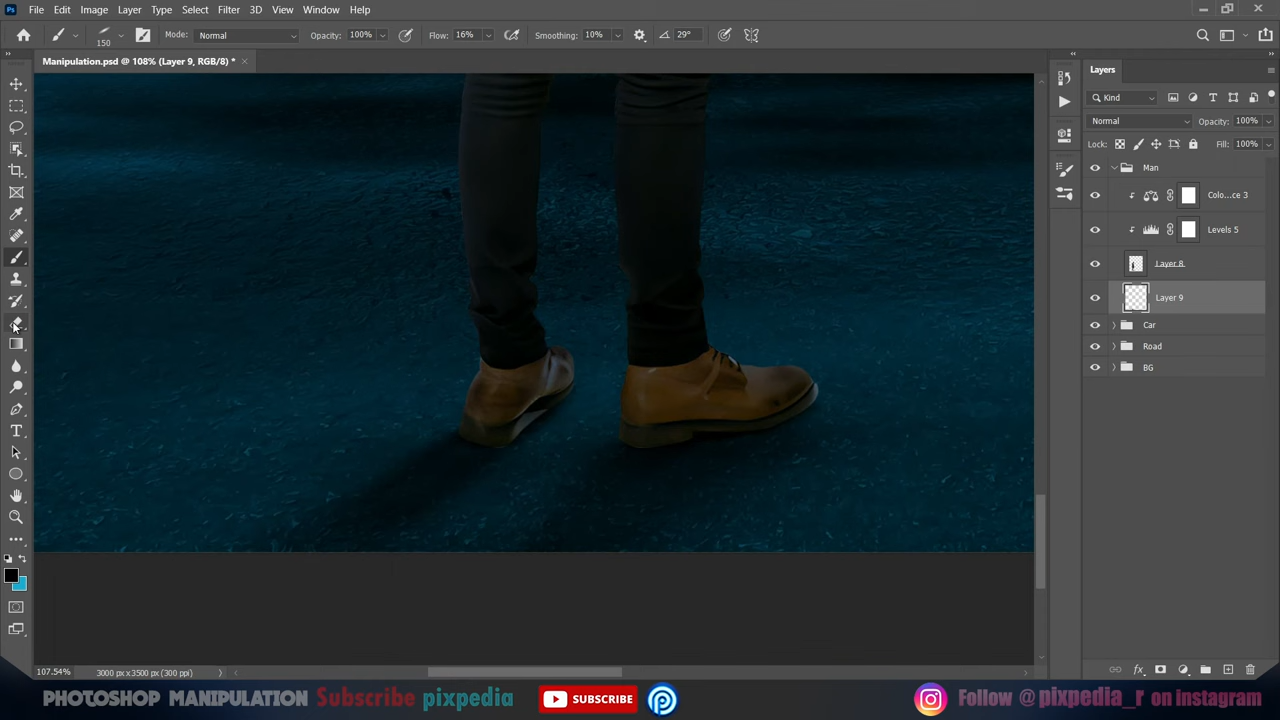 Ps File Edit Image Layer Type Select Filter 3D View Window Help
150 Mode: Normal Opacity: 100% Flow: 16% Smoothing: 10% 29°
Manipulation.psd @ 108% (Layer 9, RGB/8) *
Layers
Kind
Normal Opacity: 100%
Lock: Fill: 100%
Man
Colo...ce 3
Levels 5
Layer 8
Layer 9
Car
Road
BG
107.54% 3000 px x 3500 px (300 ppi)
PHOTOSHOP MANIPULATION Subscribe pixpedia SUBSCRIBE Follow @pixpedia_r on instagram